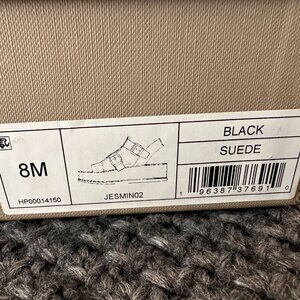 BLACK
8M
SUEDE
HP00014150
JESMIN02
1 96387 37691 0